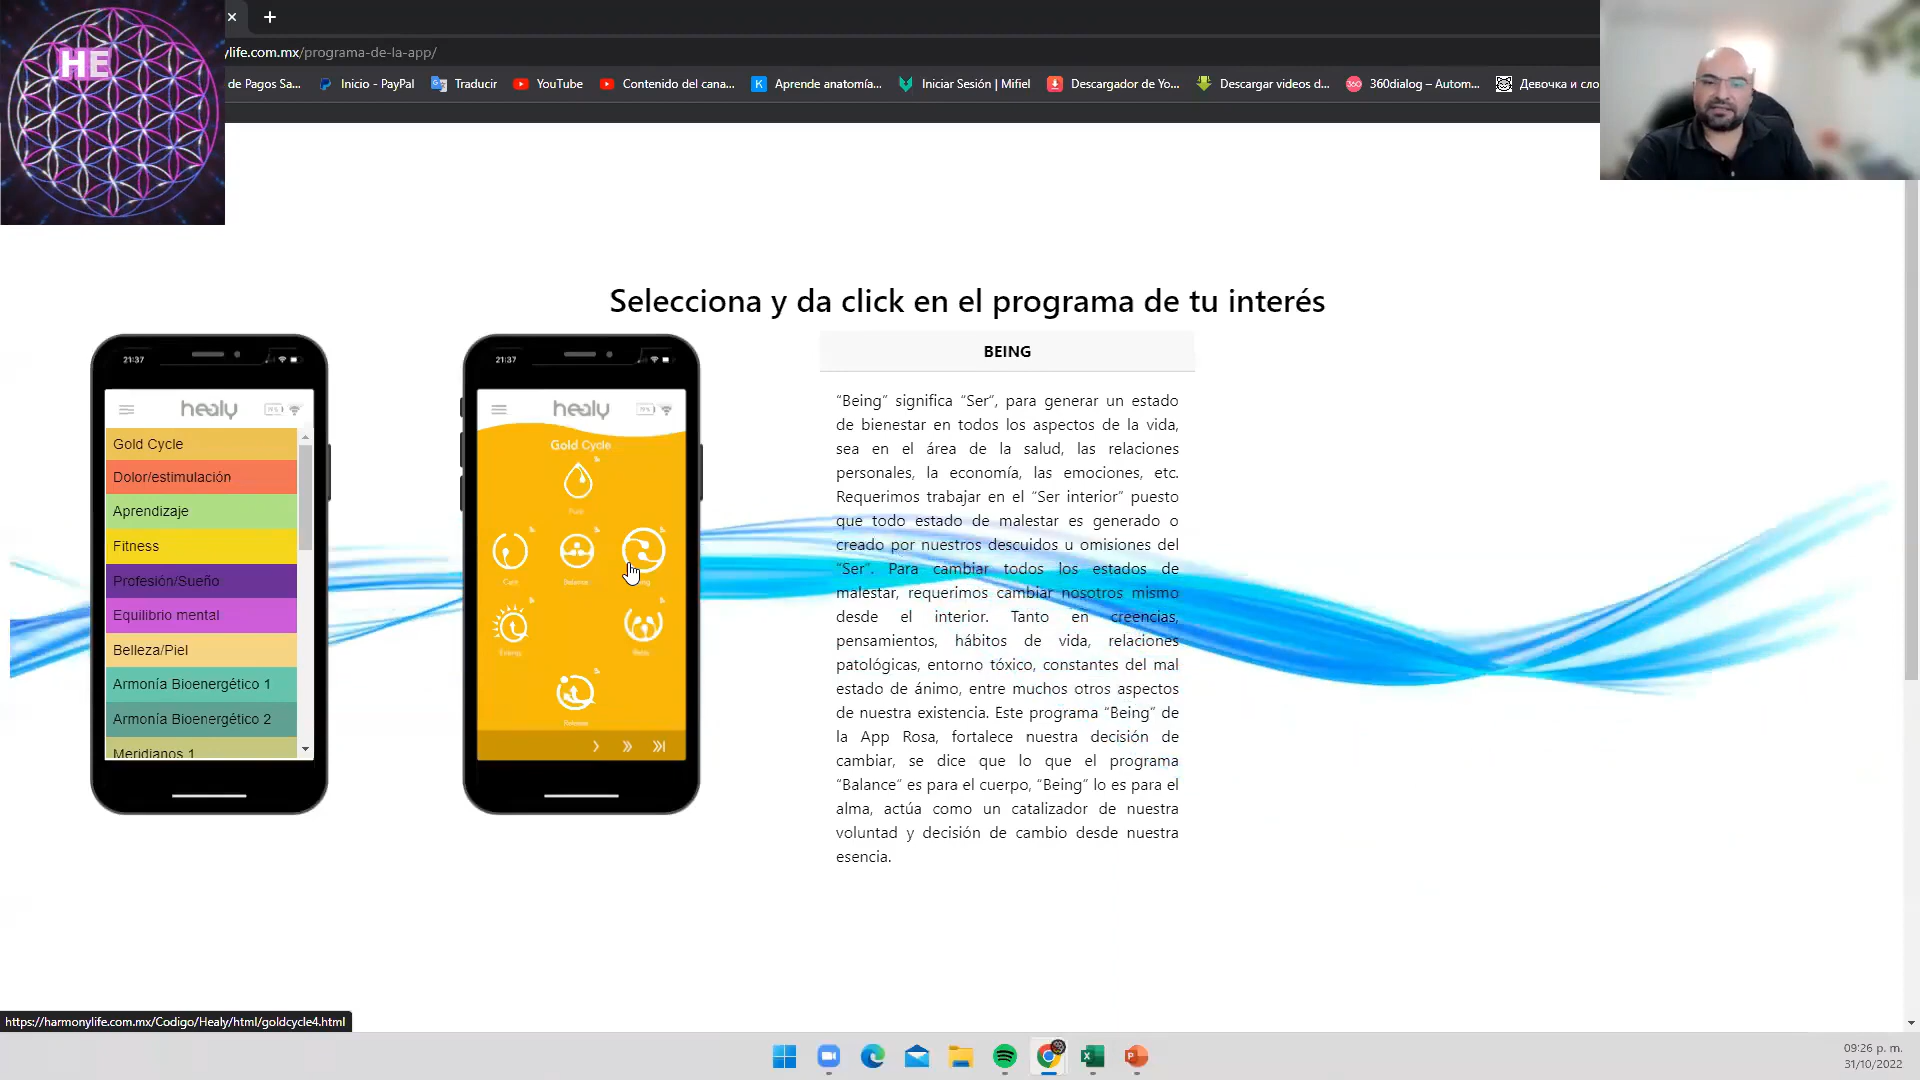 HE
ylife.com.mx/programa-de-la-app/
de Pagos Sa...
Inicio - PayPal
Traducir
YouTube
Contenido del cana...
Aprende anatomía...
Iniciar Sesión | Mifiel
Descargador de Yo...
Descargar videos d...
360dialog – Autom...
Девочка и сло
Selecciona y da click en el programa de tu interés
21:37
healy
Gold Cycle
Dolor/estimulación
Aprendizaje
Fitness
Profesión/Sueño
Equilibrio mental
Belleza/Piel
Armonía Bioenergético 1
Armonía Bioenergético 2
Meridianos 1
21:37
healy
Gold Cycle
Pure
Care
Balance
Energy
Relax
Release
BEING
“Being” significa “Ser”, para generar un estado
de bienestar en todos los aspectos de la vida,
sea en el área de la salud, las relaciones
personales, la economía, las emociones, etc.
Requerimos trabajar en el “Ser interior” puesto
que todo estado de malestar es generado o
creado por nuestros descuidos u omisiones del
“Ser”. Para cambiar todos los estados de
malestar, requerimos cambiar nosotros mismo
desde el interior. Tanto en creencias,
pensamientos, hábitos de vida, relaciones
patológicas, entorno tóxico, constantes del mal
estado de ánimo, entre muchos otros aspectos
de nuestra existencia. Este programa “Being” de
la App Rosa, fortalece nuestra decisión de
cambiar, se dice que lo que el programa
“Balance” es para el cuerpo, “Being” lo es para el
alma, actúa como un catalizador de nuestra
voluntad y decisión de cambio desde nuestra
esencia.
https://harmonylife.com.mx/Codigo/Healy/html/goldcycle4.html
09:26 p. m.
31/10/2022